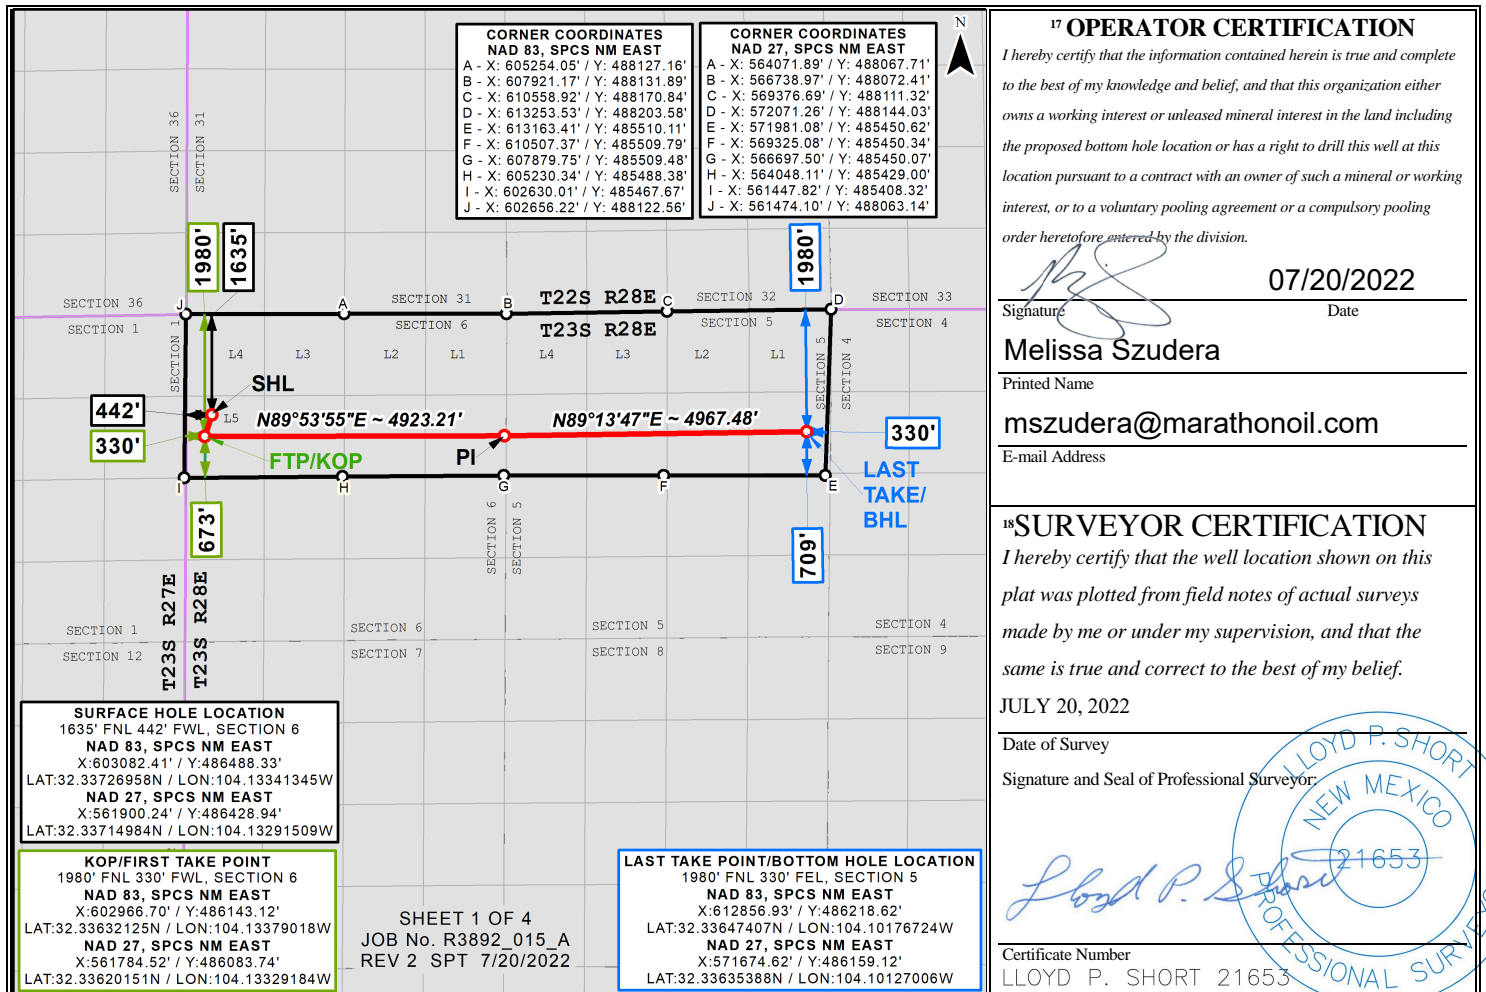 CORNER COORDINATES
NAD 83, SPCS NM EAST
A - X: 605254.05' / Y: 488127.16'
B - X: 607921.17' / Y: 488131.89'
C - X: 610558.92' / Y: 488170.84'
D - X: 613253.53' / Y: 488203.58'
E - X: 613163.41' / Y: 485510.11'
F - X: 610507.37' / Y: 485509.79'
G - X: 607879.75' / Y: 485509.48'
H - X: 605230.34' / Y: 485488.38'
I - X: 602630.01' / Y: 485467.67'
J - X: 602656.22' / Y: 488122.56'
CORNER COORDINATES
NAD 27, SPCS NM EAST
A - X: 564071.89' / Y: 488067.71'
B - X: 566738.97' / Y: 488072.41'
C - X: 569376.69' / Y: 488111.32'
D - X: 572071.26' / Y: 488144.03'
E - X: 571981.08' / Y: 485450.62'
F - X: 569325.08' / Y: 485450.34'
G - X: 566697.50' / Y: 485450.07'
H - X: 564048.11' / Y: 485429.00'
I - X: 561447.82' / Y: 485408.32'
J - X: 561474.10' / Y: 488063.14'
N
SECTION 36
SECTION 31
1980'
1635'
1980'
SECTION 36
J
A
SECTION 31
B
T22S R28E
C
SECTION 32
D
SECTION 33
SECTION 1
SECTION 6
T23S R28E
SECTION 5
SECTION 4
SECTION 1
L4
L3
L2
L1
L4
L3
L2
L1
SECTION 5
SECTION 4
SHL
442'
L5
N89°53'55"E ~ 4923.21'
N89°13'47"E ~ 4967.48'
330'
330'
FTP/KOP
PI
LAST
TAKE/
BHL
I
H
G
F
E
673'
SECTION 6
SECTION 5
709'
T23S R27E
T23S R28E
SECTION 1
SECTION 6
SECTION 5
SECTION 4
SECTION 12
SECTION 7
SECTION 8
SECTION 9
SURFACE HOLE LOCATION
1635' FNL 442' FWL, SECTION 6
NAD 83, SPCS NM EAST
X:603082.41' / Y:486488.33'
LAT:32.33726958N / LON:104.13341345W
NAD 27, SPCS NM EAST
X:561900.24' / Y:486428.94'
LAT:32.33714984N / LON:104.13291509W
KOP/FIRST TAKE POINT
1980' FNL 330' FWL, SECTION 6
NAD 83, SPCS NM EAST
X:602966.70' / Y:486143.12'
LAT:32.33632125N / LON:104.13379018W
NAD 27, SPCS NM EAST
X:561784.52' / Y:486083.74'
LAT:32.33620151N / LON:104.13329184W
SHEET 1 OF 4
JOB No. R3892_015_A
REV 2 SPT 7/20/2022
LAST TAKE POINT/BOTTOM HOLE LOCATION
1980' FNL 330' FEL, SECTION 5
NAD 83, SPCS NM EAST
X:612856.93' / Y:486218.62'
LAT:32.33647407N / LON:104.10176724W
NAD 27, SPCS NM EAST
X:571674.62' / Y:486159.12'
LAT:32.33635388N / LON:104.10127006W
17 OPERATOR CERTIFICATION
I hereby certify that the information contained herein is true and complete
to the best of my knowledge and belief, and that this organization either
owns a working interest or unleased mineral interest in the land including
the proposed bottom hole location or has a right to drill this well at this
location pursuant to a contract with an owner of such a mineral or working
interest, or to a voluntary pooling agreement or a compulsory pooling
order heretofore entered by the division.
07/20/2022
Signature
Date
Melissa Szudera
Printed Name
mszudera@marathonoil.com
E-mail Address
18SURVEYOR CERTIFICATION
I hereby certify that the well location shown on this
plat was plotted from field notes of actual surveys
made by me or under my supervision, and that the
same is true and correct to the best of my belief.
JULY 20, 2022
Date of Survey
Signature and Seal of Professional Surveyor:
LLOYD P. SHORT
NEW MEXICO
21653
Lloyd P. Short
Certificate Number
LLOYD P. SHORT 21653